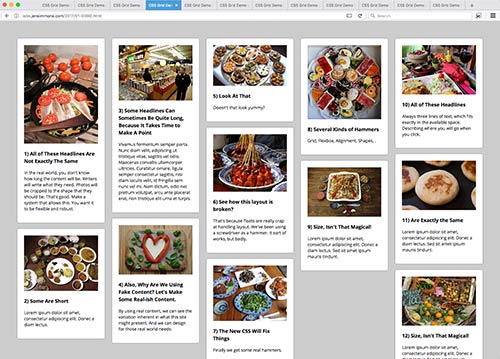 CSS Grid Demo
CSS Grid Demo
CSS Grid Demo
CSS Grid Demo
CSS Grid Demo
CSS Grid Demo
CSS Grid Demo
CSS Grid Demo
CSS Grid Demo
CSS Grid Demo
CSS Grid Demo
labs.jensimmons.com/2017/01-008B.html
Search
1) All of These Headlines Are
Not Exactly The Same
In the real world, you don't
know how long the content will be. Writers
will write what they need. Photos will
be cropped to the shape that they
should be. That's good. Make a
system that allows this. You want it
to be flexible and robust.
2) Some Are Short
Lorem ipsum dolor sit amet,
consectetur adipiscing elit. Donec a
diam lectus.
3) Some Headlines Can
Sometimes Be Quite Long,
Because It Takes Time to
Make A Point
Vivamus fermentum semper porta.
Nunc diam velit, adipiscing ut
tristique vitae, sagittis vel odio.
Maecenas convallis ullamcorper
ultricies. Curabitur ornare, ligula
semper consectetur sagittis, nisi
diam iaculis velit, id fringilla sem
nunc vel mi. Nam dictum, odio nec
pretium volutpat, arcu ante placerat
erat, non tristique elit urna et turpis.
4) Also, Why Are We Using
Fake Content? Let's Make
Some Real-ish Content.
By using real content, we can see the
variation inherent in what this site
might present. And we can design
for those real world needs.
5) Look At That
Doesn't that look yummy?
6) See how this layout is
broken?
That's because floats are really crap
at handling layout. We've been using
a screwdriver as a hammer. It sort of
works, but badly.
7) The New CSS Will Fix
Things
Finally we get some real hammers.
8) Several Kinds of Hammers
Grid, Flexbox, Alignment, Shapes,
9) Size, Isn't That Magical!
Lorem ipsum dolor sit amet,
consectetur adipiscing elit. Donec a
diam lectus. Sed sit amet ipsum
mauris tindunt.
10) All of These Headlines
Always three lines of text, which fits
exactly in the available space.
Describing where you will go when
you click.
11) Are Exactly the Same
Lorem ipsum dolor sit amet,
consectetur adipiscing elit. Donec a
diam lectus. Sed sit amet ipsum
mauris tindunt.
12) Size, Isn't That Magical!
Lorem ipsum dolor sit amet,
consectetur adipiscing elit. Donec a